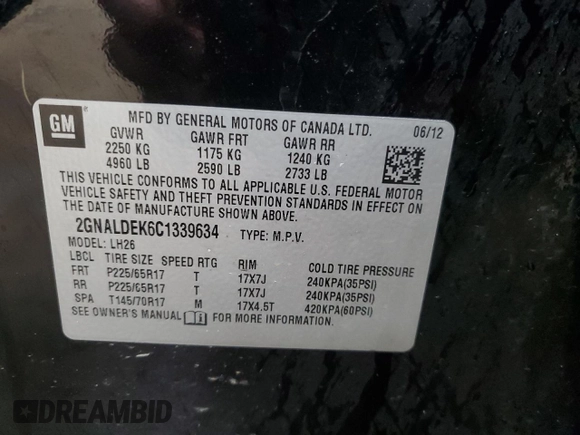 GM
MFD BY GENERAL MOTORS OF CANADA LTD. 06/12
GVWR GAWR FRT GAWR RR
2250 KG 1175 KG 1240 KG
4960 LB 2590 LB 2733 LB
THIS VEHICLE CONFORMS TO ALL APPLICABLE U.S. FEDERAL MOTOR
VEHICLE SAFETY AND THEFT PREVENTION STANDARDS IN EFFECT ON
THE DATE OF MANUFACTURE SHOWN ABOVE.
2GNALDEK6C1339634 TYPE: M.P.V.
MODEL: LH26
LBCL TIRE SIZE SPEED RTG RIM COLD TIRE PRESSURE
FRT P225/65R17 T 17X7J 240KPA(35PSI)
RR P225/65R17 T 17X7J 240KPA(35PSI)
SPA T145/70R17 M 17X4.5T 420KPA(60PSI)
SEE OWNER'S MANUAL FOR MORE INFORMATION.
DREAMBID